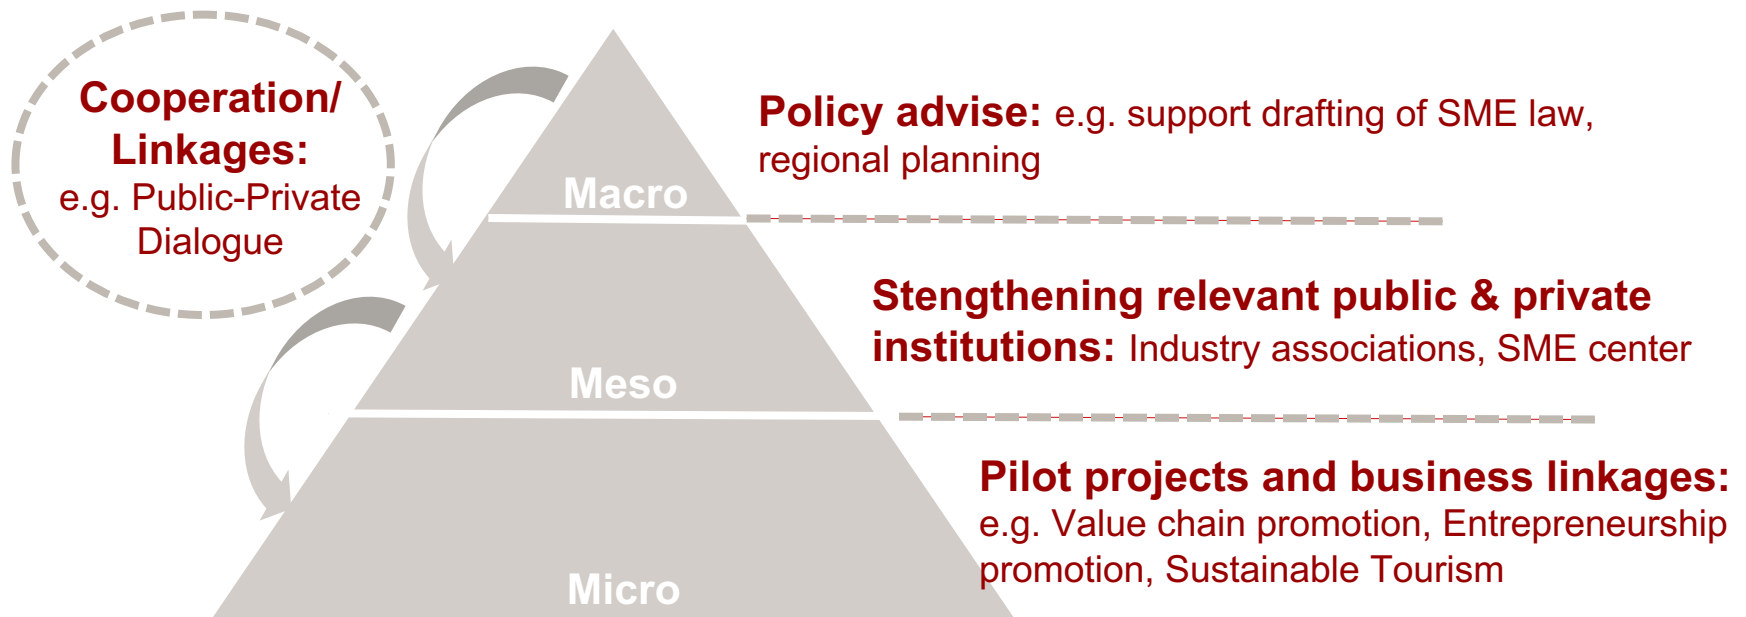 Cooperation/
Linkages:
e.g. Public-Private
Dialogue
Macro
Policy advise: e.g. support drafting of SME law,
regional planning
Meso
Stengthening relevant public & private
institutions: Industry associations, SME center
Micro
Pilot projects and business linkages:
e.g. Value chain promotion, Entrepreneurship
promotion, Sustainable Tourism